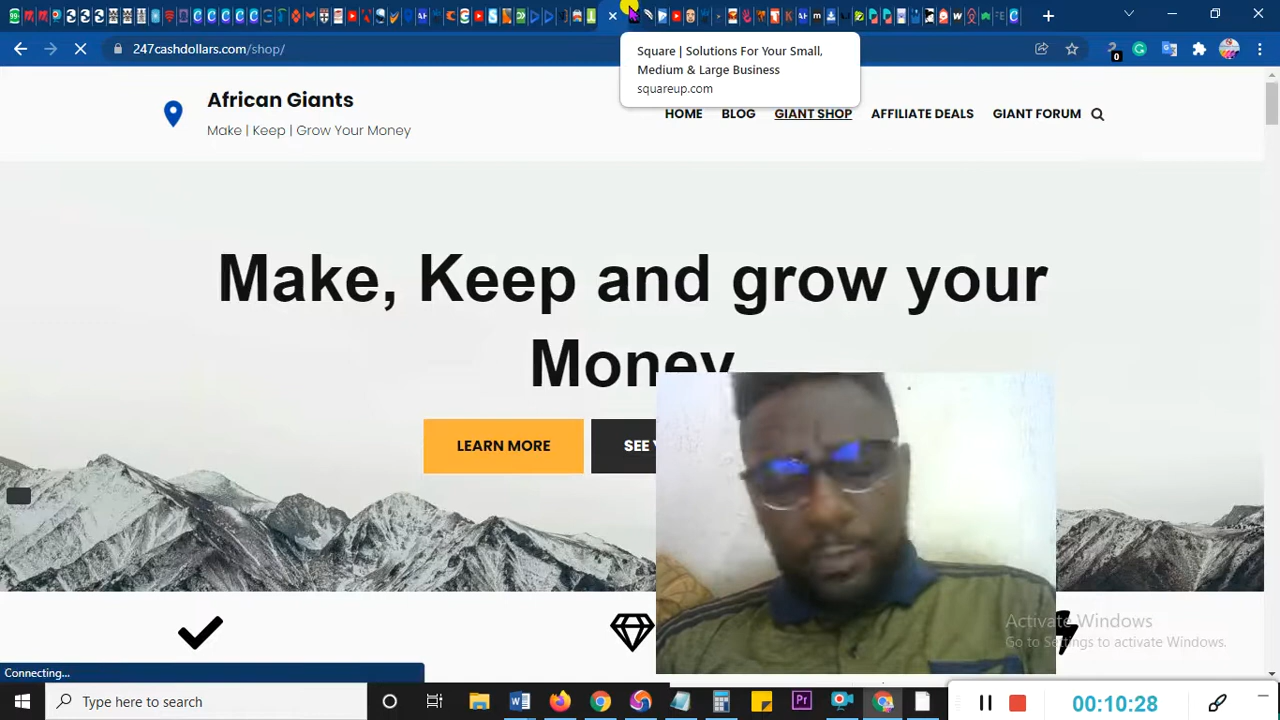 247cashdollars.com/shop/
0
Square | Solutions For Your Small,
Medium & Large Business
squareup.com
African Giants
Make | Keep | Grow Your Money
HOME BLOG GIANT SHOP AFFILIATE DEALS GIANT FORUM
Make, Keep and grow your
Money
LEARN MORE
SEE
Activate Windows
Go to Settings to activate Windows.
Connecting...
Type here to search
00:10:28